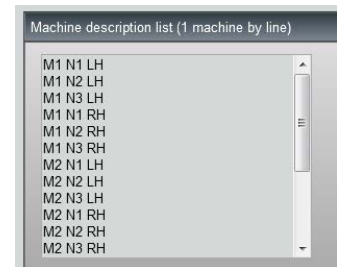 Machine description list (1 machine by line)
M1 N1 LH
M1 N2 LH
M1 N3 LH
M1 N1 RH
M1 N2 RH
M1 N3 RH
M2 N1 LH
M2 N2 LH
M2 N3 LH
M2 N1 RH
M2 N2 RH
M2 N3 RH